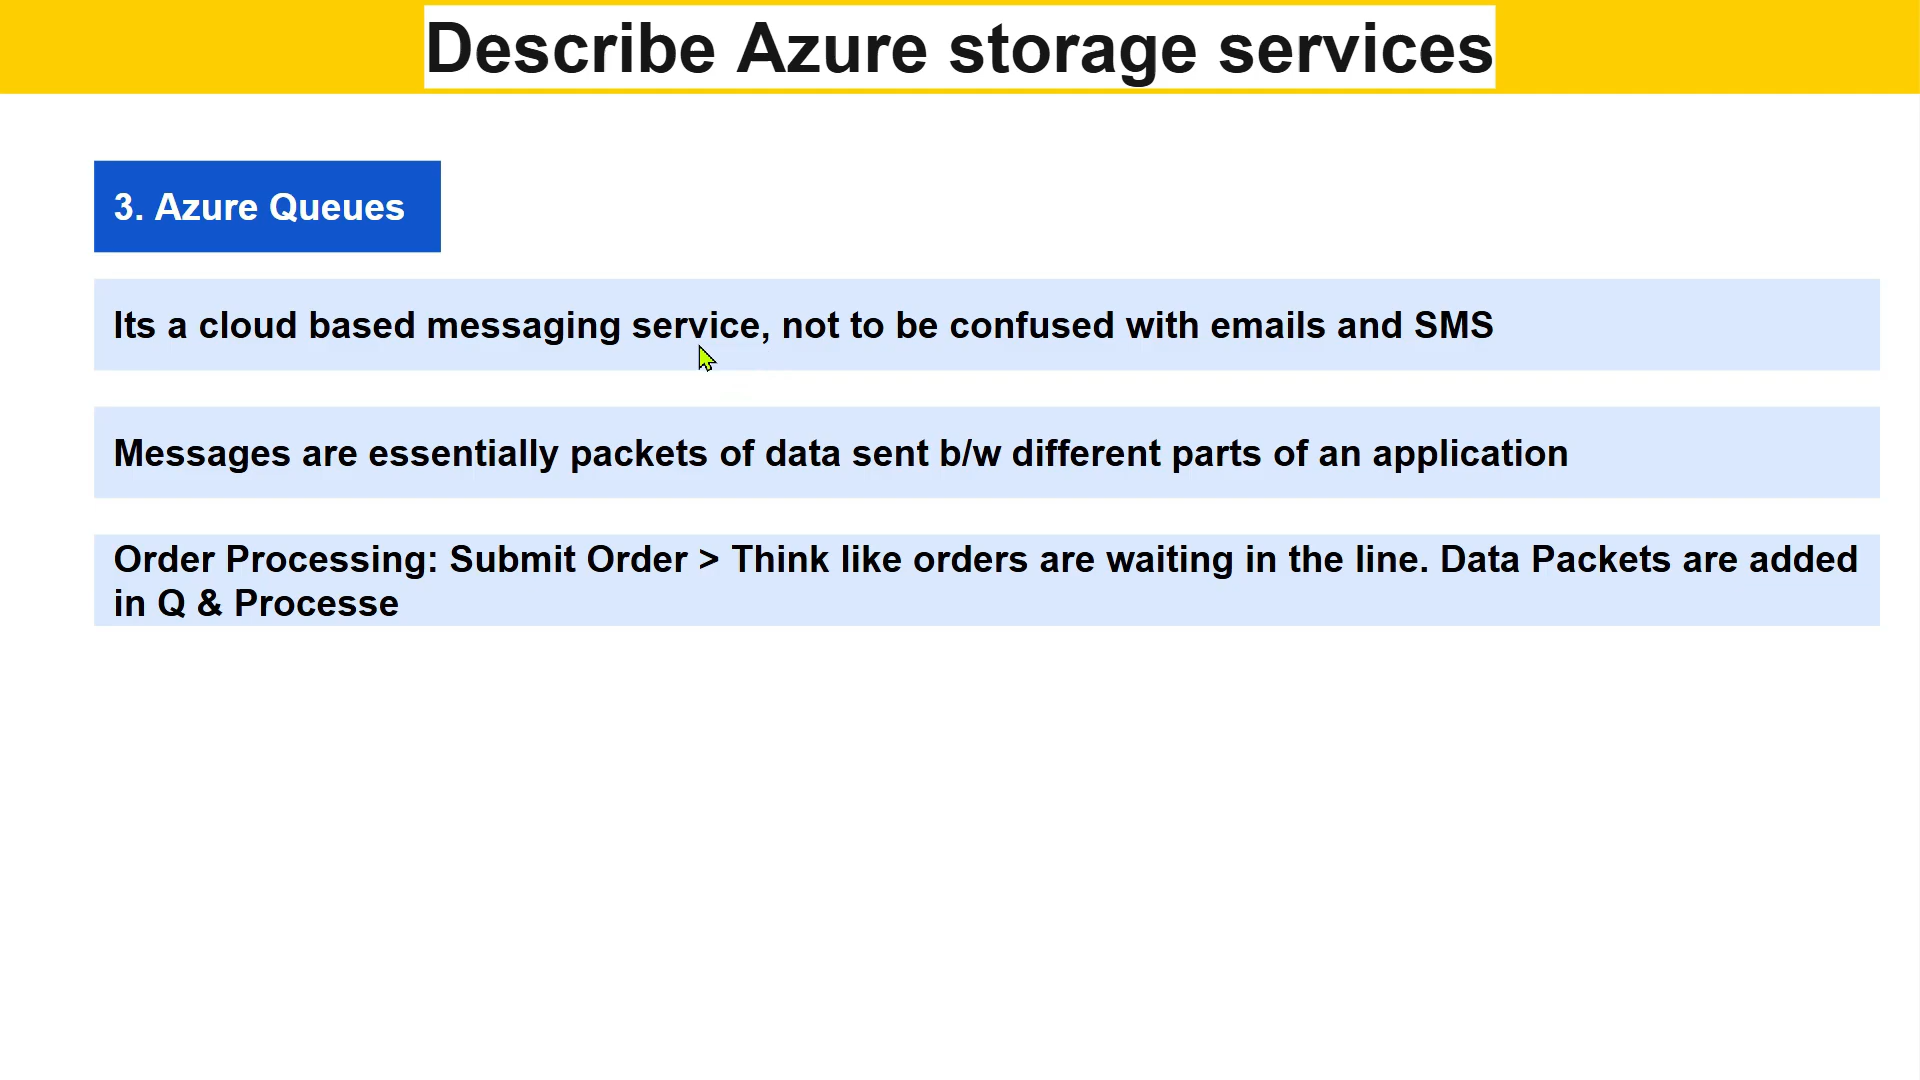 Describe Azure storage services
3. Azure Queues
Its a cloud based messaging service, not to be confused with emails and SMS
Messages are essentially packets of data sent b/w different parts of an application
Order Processing: Submit Order > Think like orders are waiting in the line. Data Packets are added
in Q & Processe